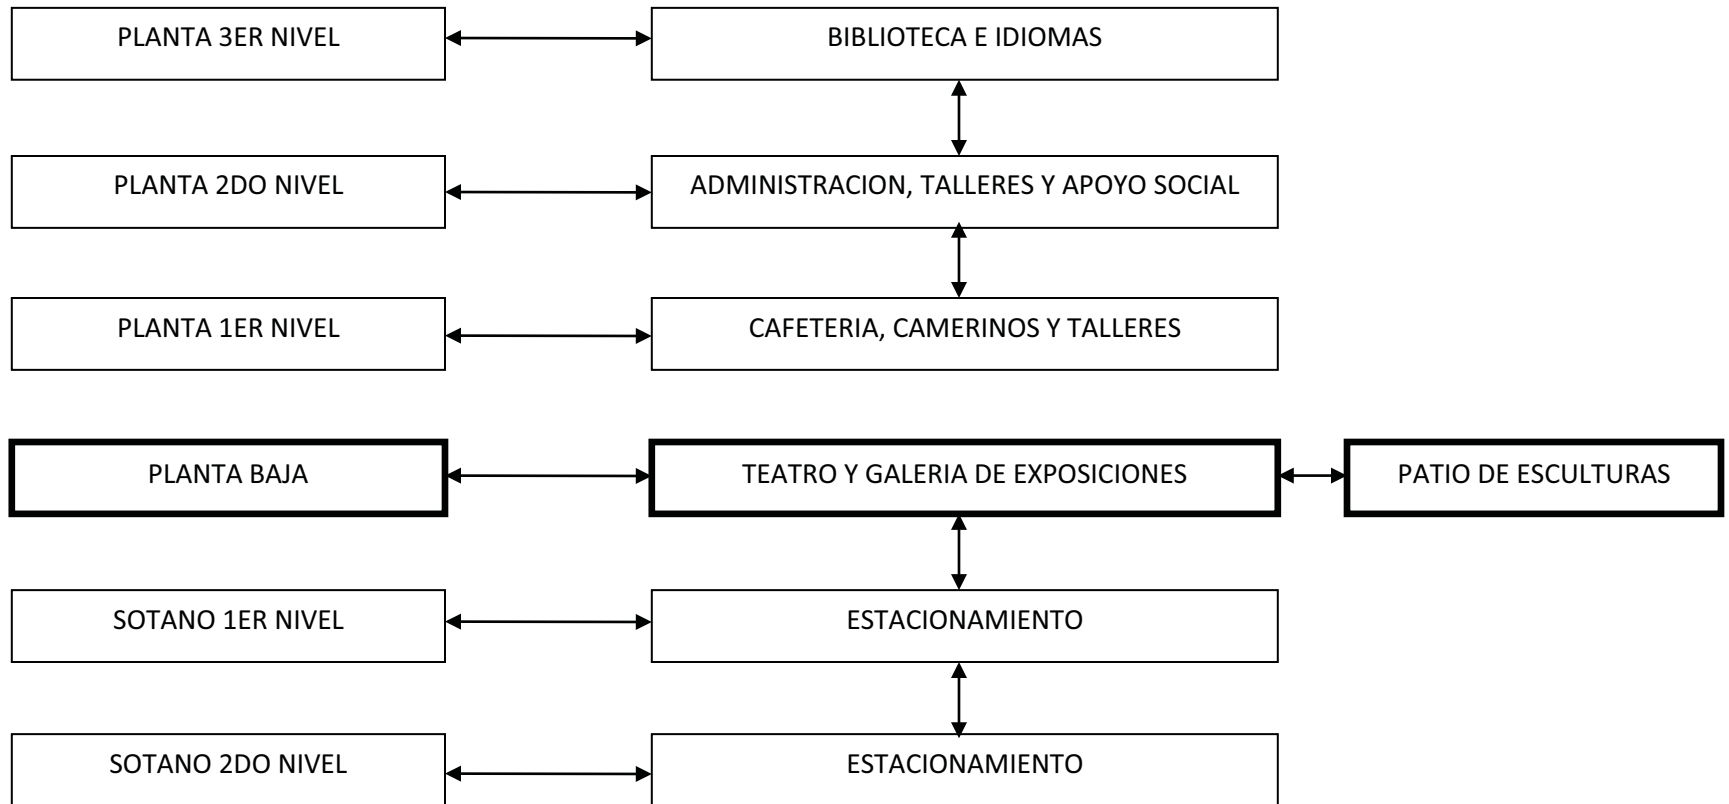 PLANTA 3ER NIVEL
BIBLIOTECA E IDIOMAS
PLANTA 2DO NIVEL
ADMINISTRACION, TALLERES Y APOYO SOCIAL
PLANTA 1ER NIVEL
CAFETERIA, CAMERINOS Y TALLERES
PLANTA BAJA
TEATRO Y GALERIA DE EXPOSICIONES
PATIO DE ESCULTURAS
SOTANO 1ER NIVEL
ESTACIONAMIENTO
SOTANO 2DO NIVEL
ESTACIONAMIENTO